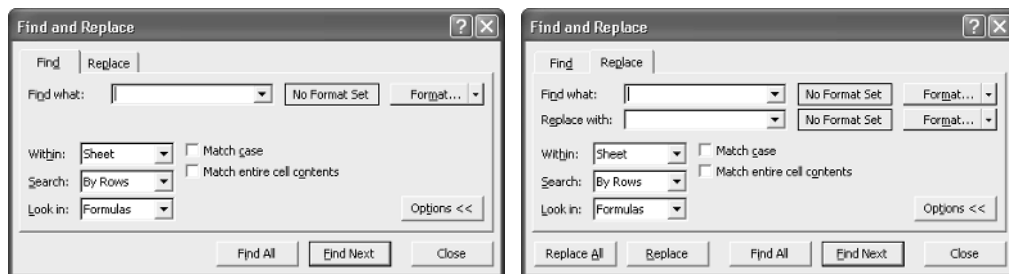 Find and Replace
Find Replace
Find what: No Format Set Format...
Within: Sheet Match case
Search: By Rows Match entire cell contents
Look in: Formulas Options <<
Find All Find Next Close
Find and Replace
Find Replace
Find what: No Format Set Format...
Replace with: No Format Set Format...
Within: Sheet Match case
Search: By Rows Match entire cell contents
Look in: Formulas Options <<
Replace All Replace Find All Find Next Close